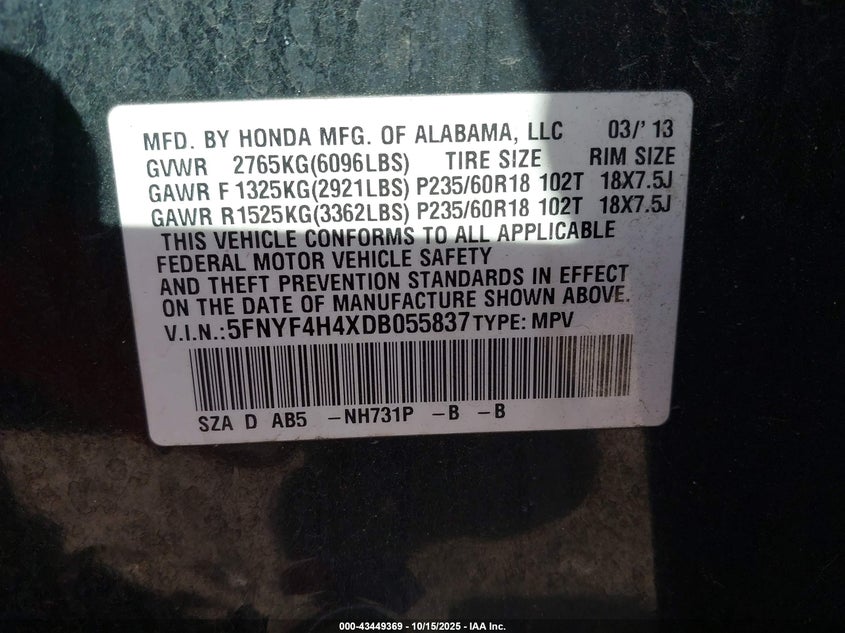 MFD. BY HONDA MFG. OF ALABAMA, LLC 03/'13
GVWR 2765KG(6096LBS) TIRE SIZE RIM SIZE
GAWR F 1325KG(2921LBS) P235/60R18 102T 18X7.5J
GAWR R1525KG(3362LBS) P235/60R18 102T 18X7.5J
THIS VEHICLE CONFORMS TO ALL APPLICABLE
FEDERAL MOTOR VEHICLE SAFETY
AND THEFT PREVENTION STANDARDS IN EFFECT
ON THE DATE OF MANUFACTURE SHOWN ABOVE.
V.I.N.:5FNYF4H4XDB055837 TYPE: MPV
SZA D AB5 -NH731P -B -B
000-43449369 - 10/15/2025 - IAA Inc.